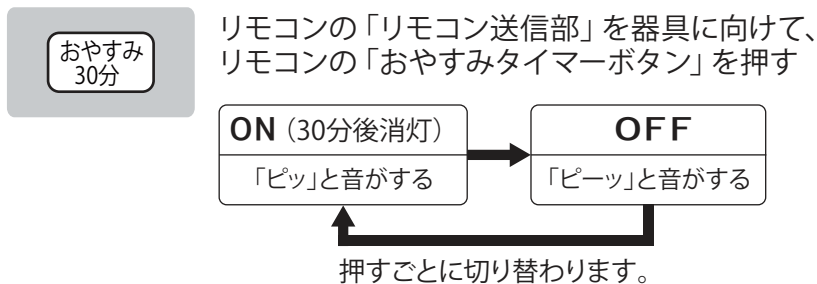 おやすみ
30分
リモコンの「リモコン送信部」を器具に向けて、
リモコンの「おやすみタイマーボタン」を押す
ON（30分後消灯）
「ピッ」と音がする
OFF
「ピーッ」と音がする
押すごとに切り替わります。